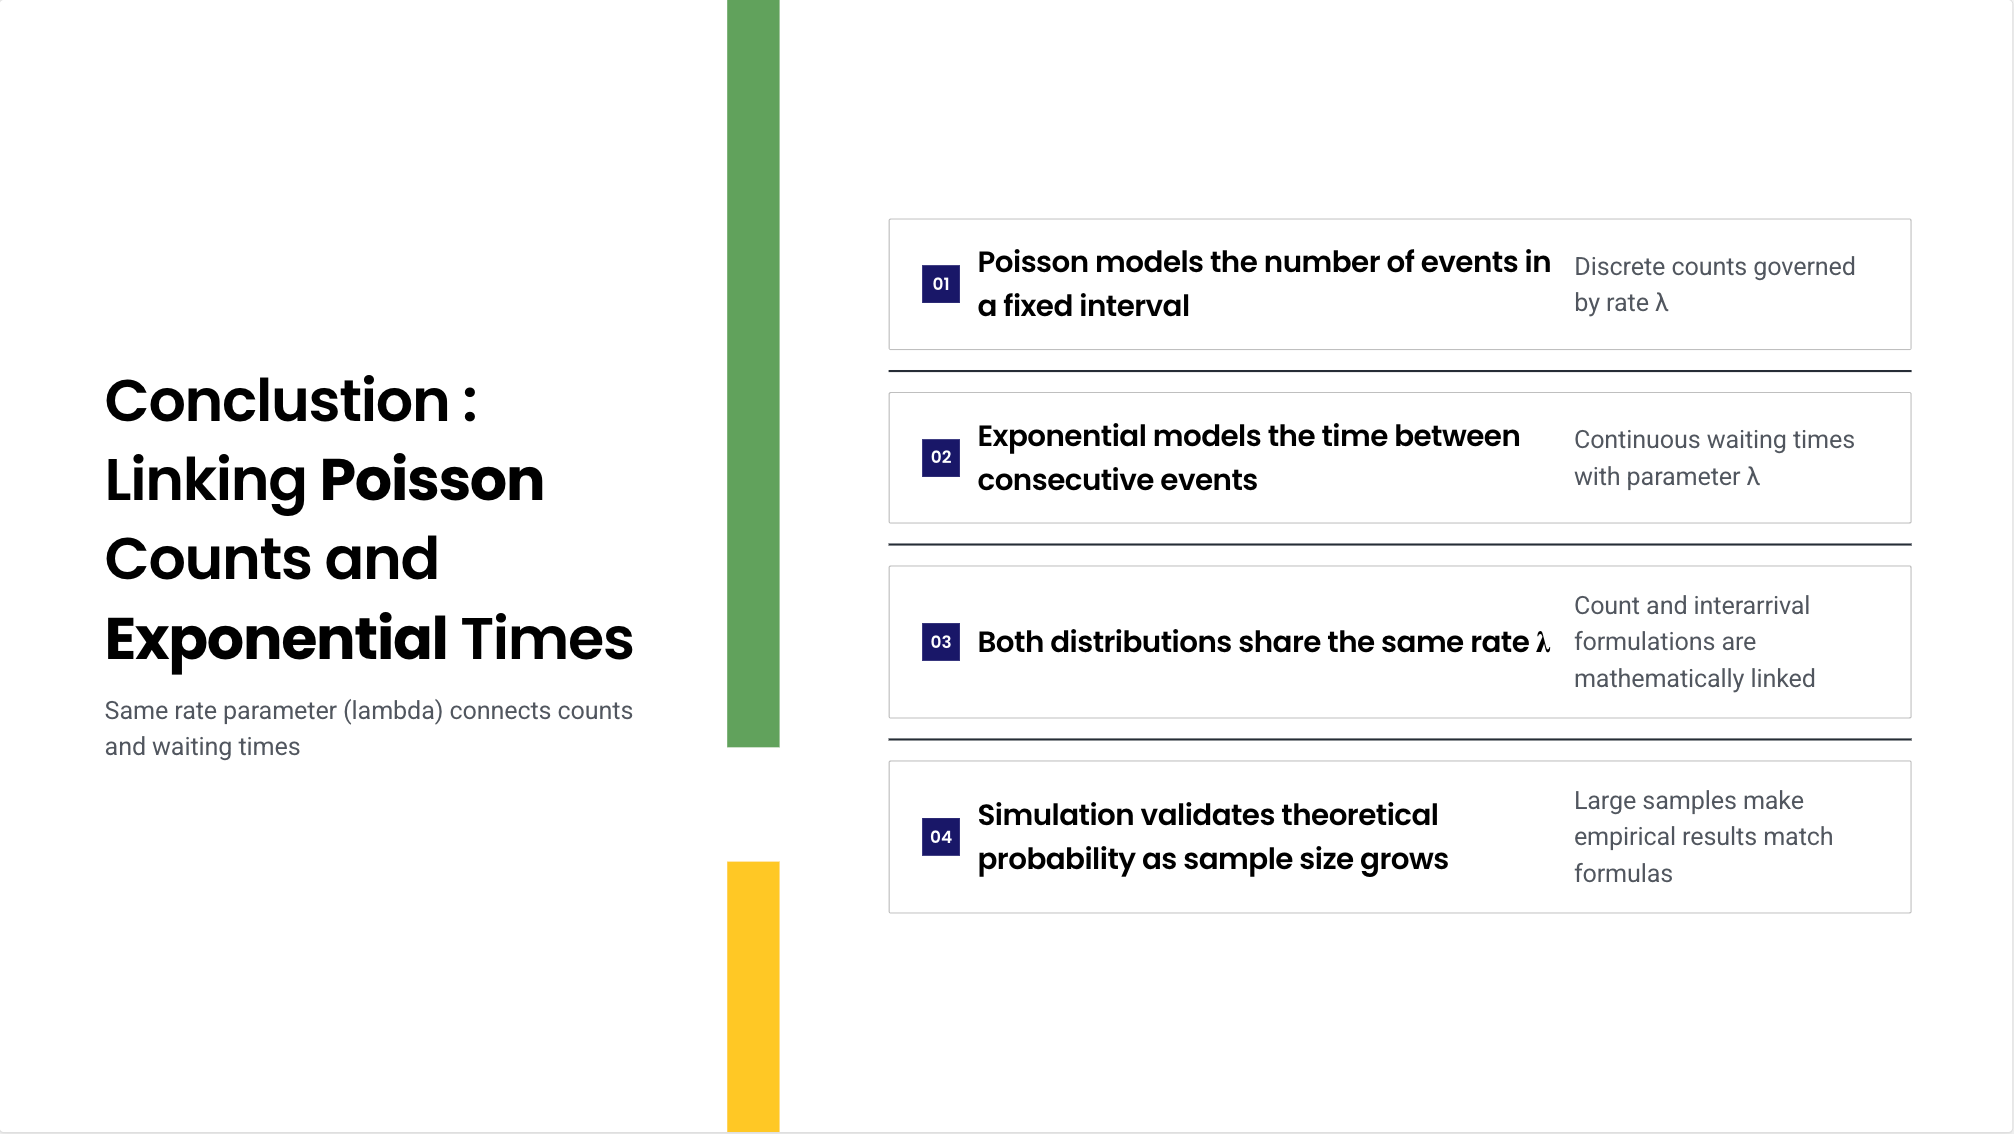 Conclustion :
Linking Poisson
Counts and
Exponential Times
Same rate parameter (lambda) connects counts
and waiting times
01
Poisson models the number of events in
a fixed interval
Discrete counts governed
by rate λ
02
Exponential models the time between
consecutive events
Continuous waiting times
with parameter λ
03
Both distributions share the same rate λ
Count and interarrival
formulations are
mathematically linked
04
Simulation validates theoretical
probability as sample size grows
Large samples make
empirical results match
formulas